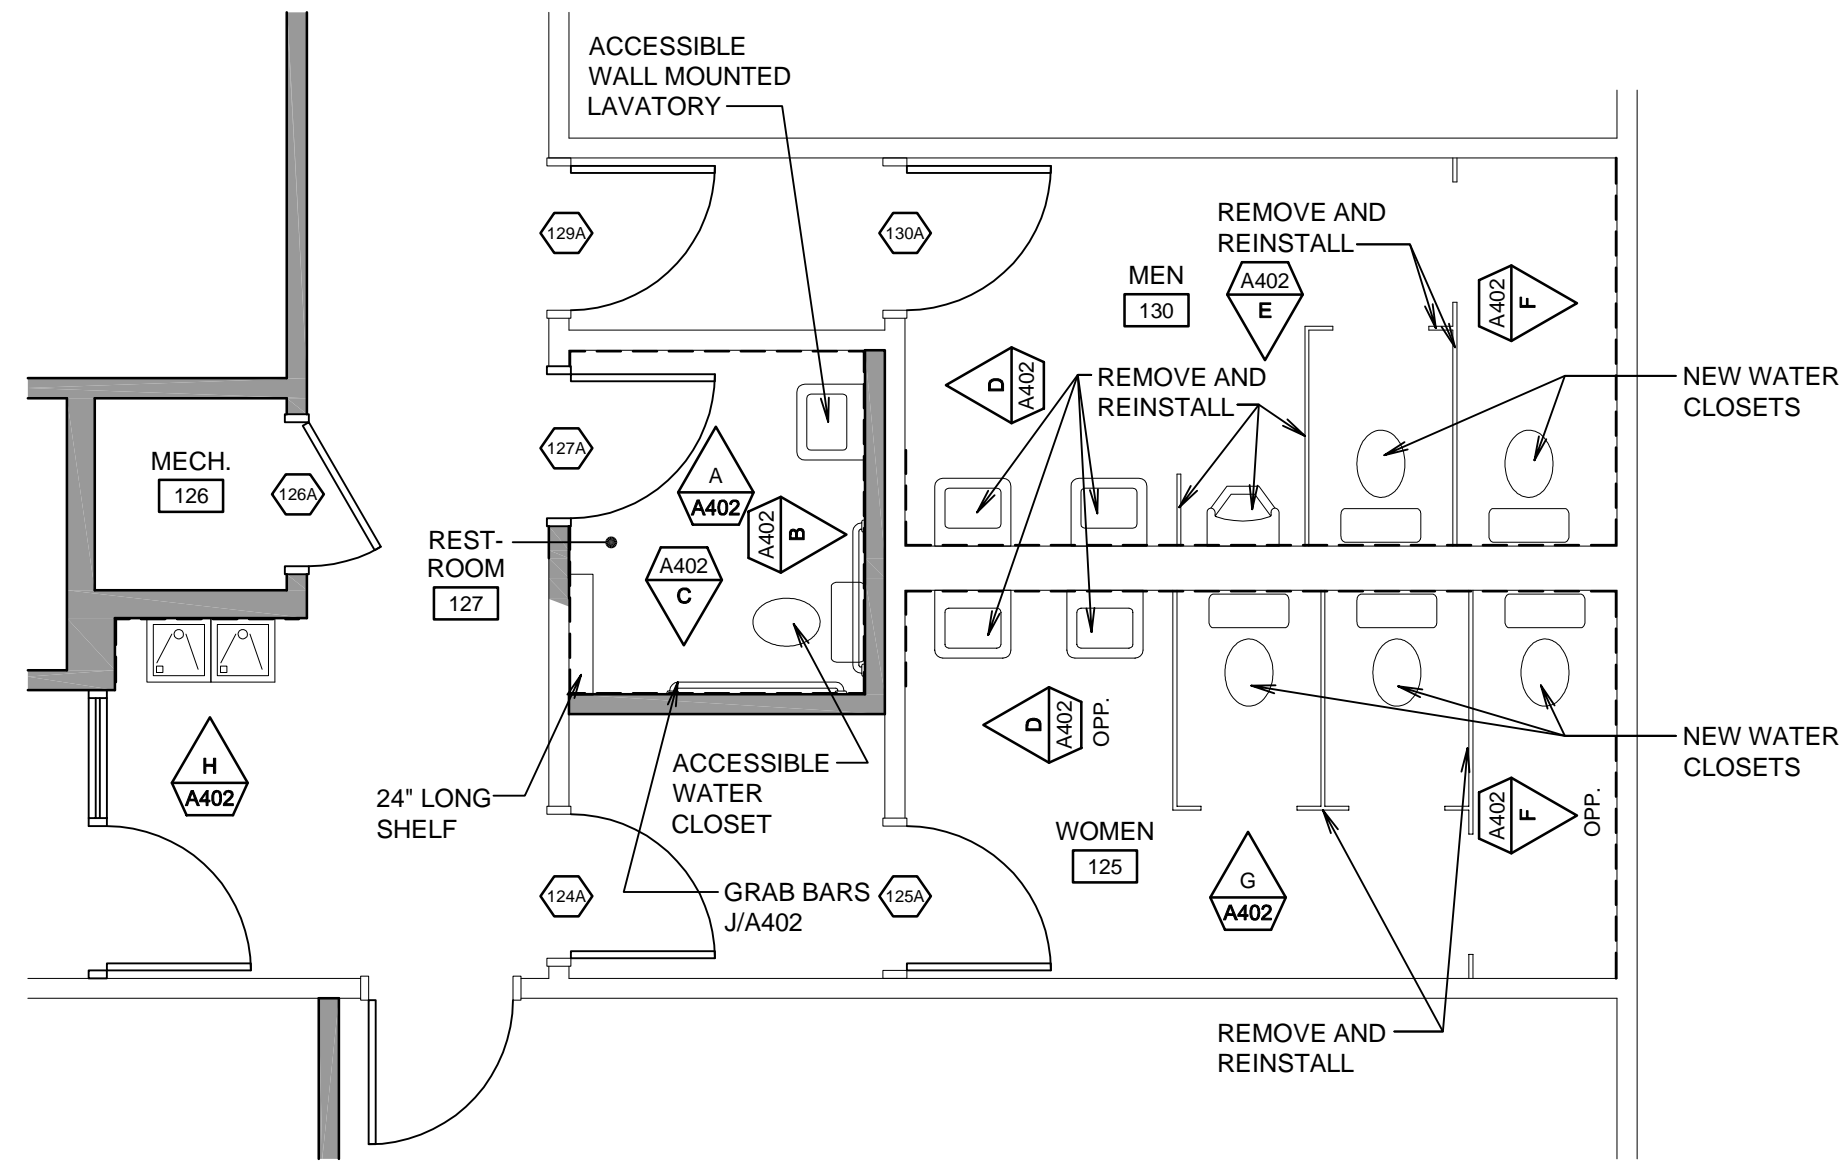 ACCESSIBLE
WALL MOUNTED
LAVATORY
129A
130A
REMOVE AND
REINSTALL
MEN
130
A402
E
A402
F
D
A402
REMOVE AND
REINSTALL
NEW WATER
CLOSETS
MECH.
126
126A
127A
A
A402
A402
B
REST-
ROOM
127
A402
C
H
A402
24" LONG
SHELF
ACCESSIBLE
WATER
CLOSET
GRAB BARS
J/A402
124A
125A
D
A402
OPP.
WOMEN
125
G
A402
A402
F
OPP.
NEW WATER
CLOSETS
REMOVE AND
REINSTALL